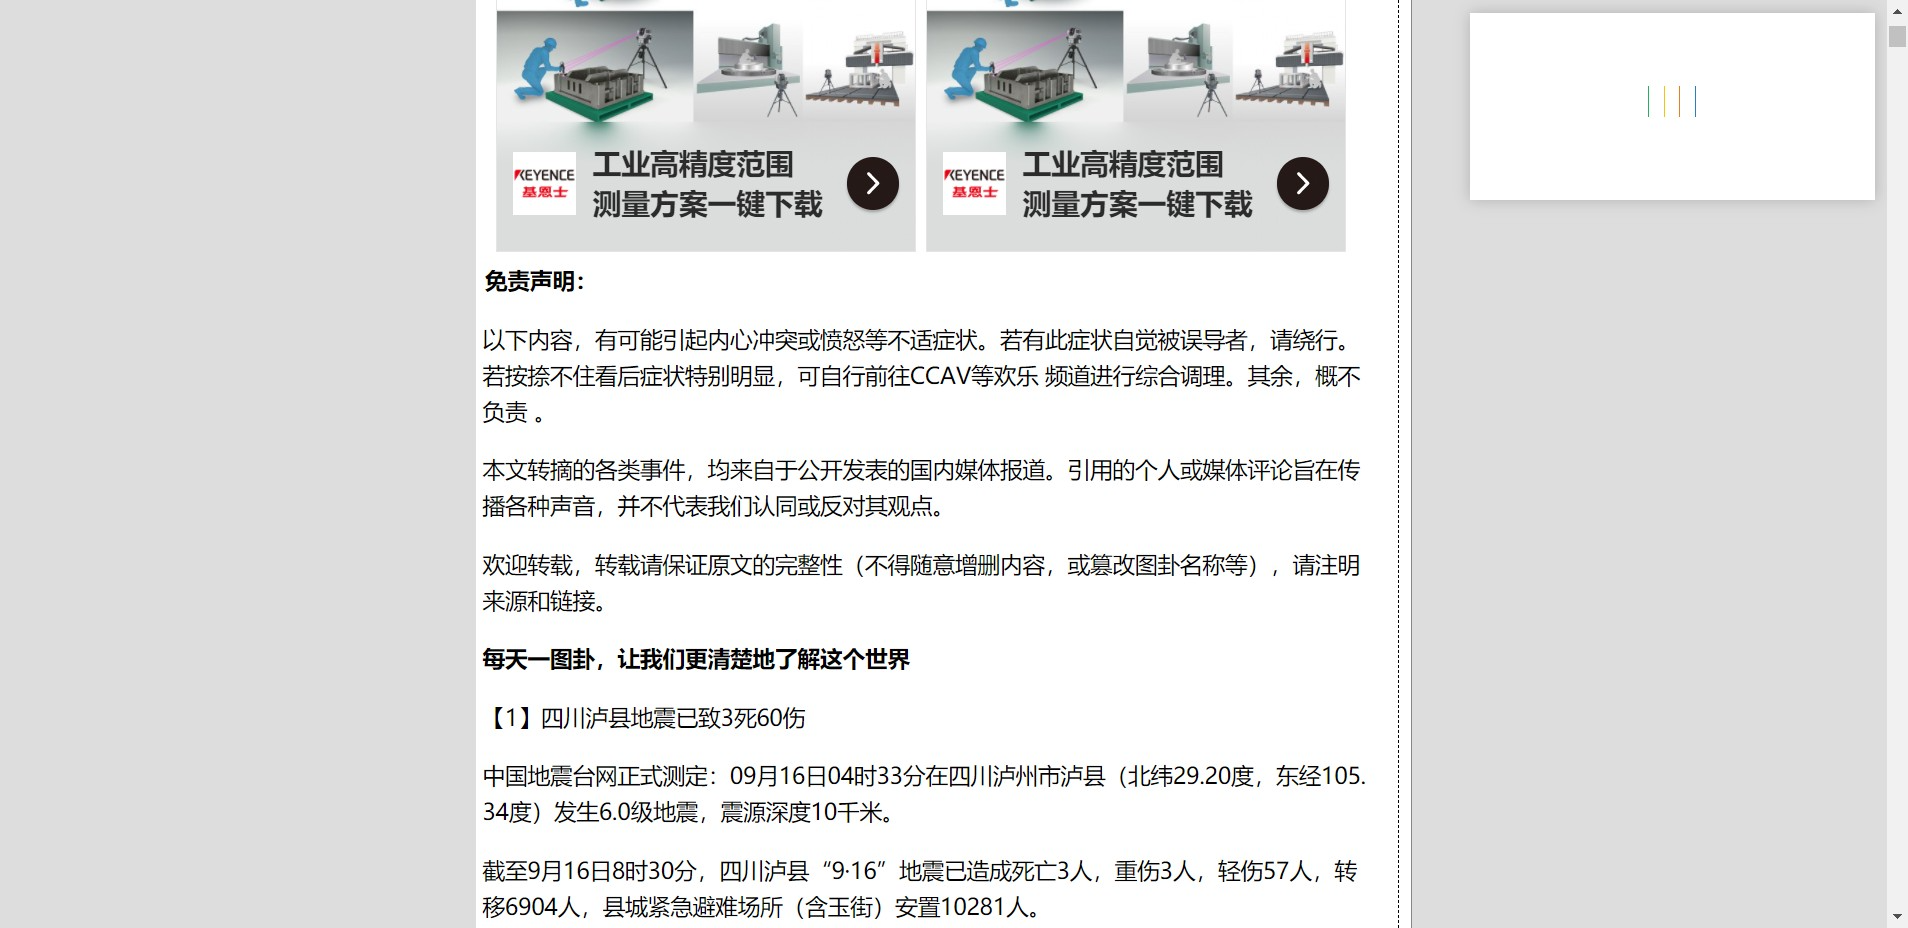 KEYENCE
基恩士
工业高精度范围
测量方案一键下载
KEYENCE
基恩士
工业高精度范围
测量方案一键下载
免责声明：
以下内容，有可能引起内心冲突或愤怒等不适症状。若有此症状自觉被误导者，请绕行。
若按捺不住看后症状特别明显，可自行前往CCAV等欢乐 频道进行综合调理。其余，概不
负责 。
本文转摘的各类事件，均来自于公开发表的国内媒体报道。引用的个人或媒体评论旨在传
播各种声音，并不代表我们认同或反对其观点。
欢迎转载，转载请保证原文的完整性（不得随意增删内容，或篡改图卦名称等），请注明
来源和链接。
每天一图卦，让我们更清楚地了解这个世界
【1】四川泸县地震已致3死60伤
中国地震台网正式测定：09月16日04时33分在四川泸州市泸县（北纬29.20度，东经105.
34度）发生6.0级地震，震源深度10千米。
截至9月16日8时30分，四川泸县“9·16”地震已造成死亡3人，重伤3人，轻伤57人，转
移6904人，县城紧急避难场所（含玉街）安置10281人。